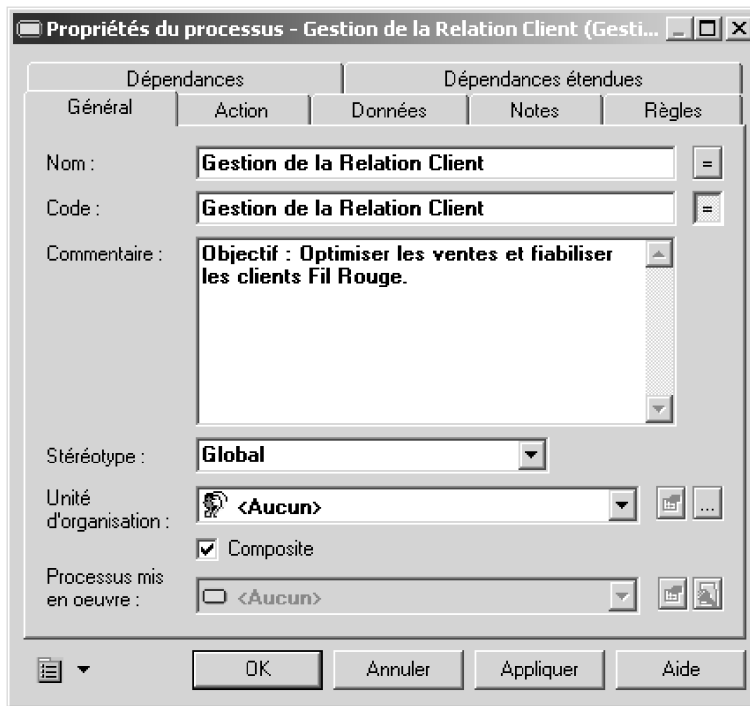 Propriétés du processus - Gestion de la Relation Client (Gesti...
Dépendances
Dépendances étendues
Général
Action
Données
Notes
Règles
Nom :
Gestion de la Relation Client
=
Code :
Gestion de la Relation Client
=
Commentaire :
Objectif : Optimiser les ventes et fiabiliser
les clients Fil Rouge.
Stéréotype :
Global
Unité
d'organisation :
<Aucun>
...
Composite
Processus mis
en oeuvre :
<Aucun>
OK
Annuler
Appliquer
Aide